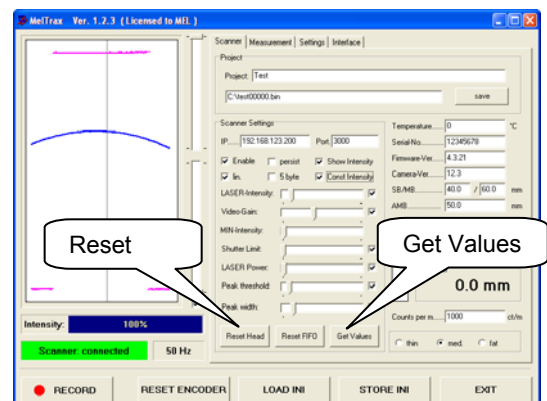 MelTrax Ver. 1.2.3 ( Licensed to MEL )
Scanner Measurement Settings Interface
Project
Project: Test
C:\test00000.bin save
Scanner Settings
IP..... 192.168.123.200 Port. 3000
Enable persist Show Intensity
lin. 5 byte Const Intensity
LASER-Intensity:
Video-Gain:
MIN-Intensity:
Shutter Limit:
LASER Power:
Peak threshold:
Peak width:
Reset Head Reset FIFO Get Values
Temperature...... 0 °C
Serial-No....... 12345678
Firmware-Ver.... 4.3.21
Camera-Ver...... 12.3
SB/MB......... 40.0 / 60.0 mm
AMB........... 50.0 mm
0.0 mm
Counts per m.... 1000 ct/m
thin med. fat
Reset
Get Values
Intensity: 100%
Scanner: connected 50 Hz
RECORD RESET ENCODER LOAD INI STORE INI EXIT